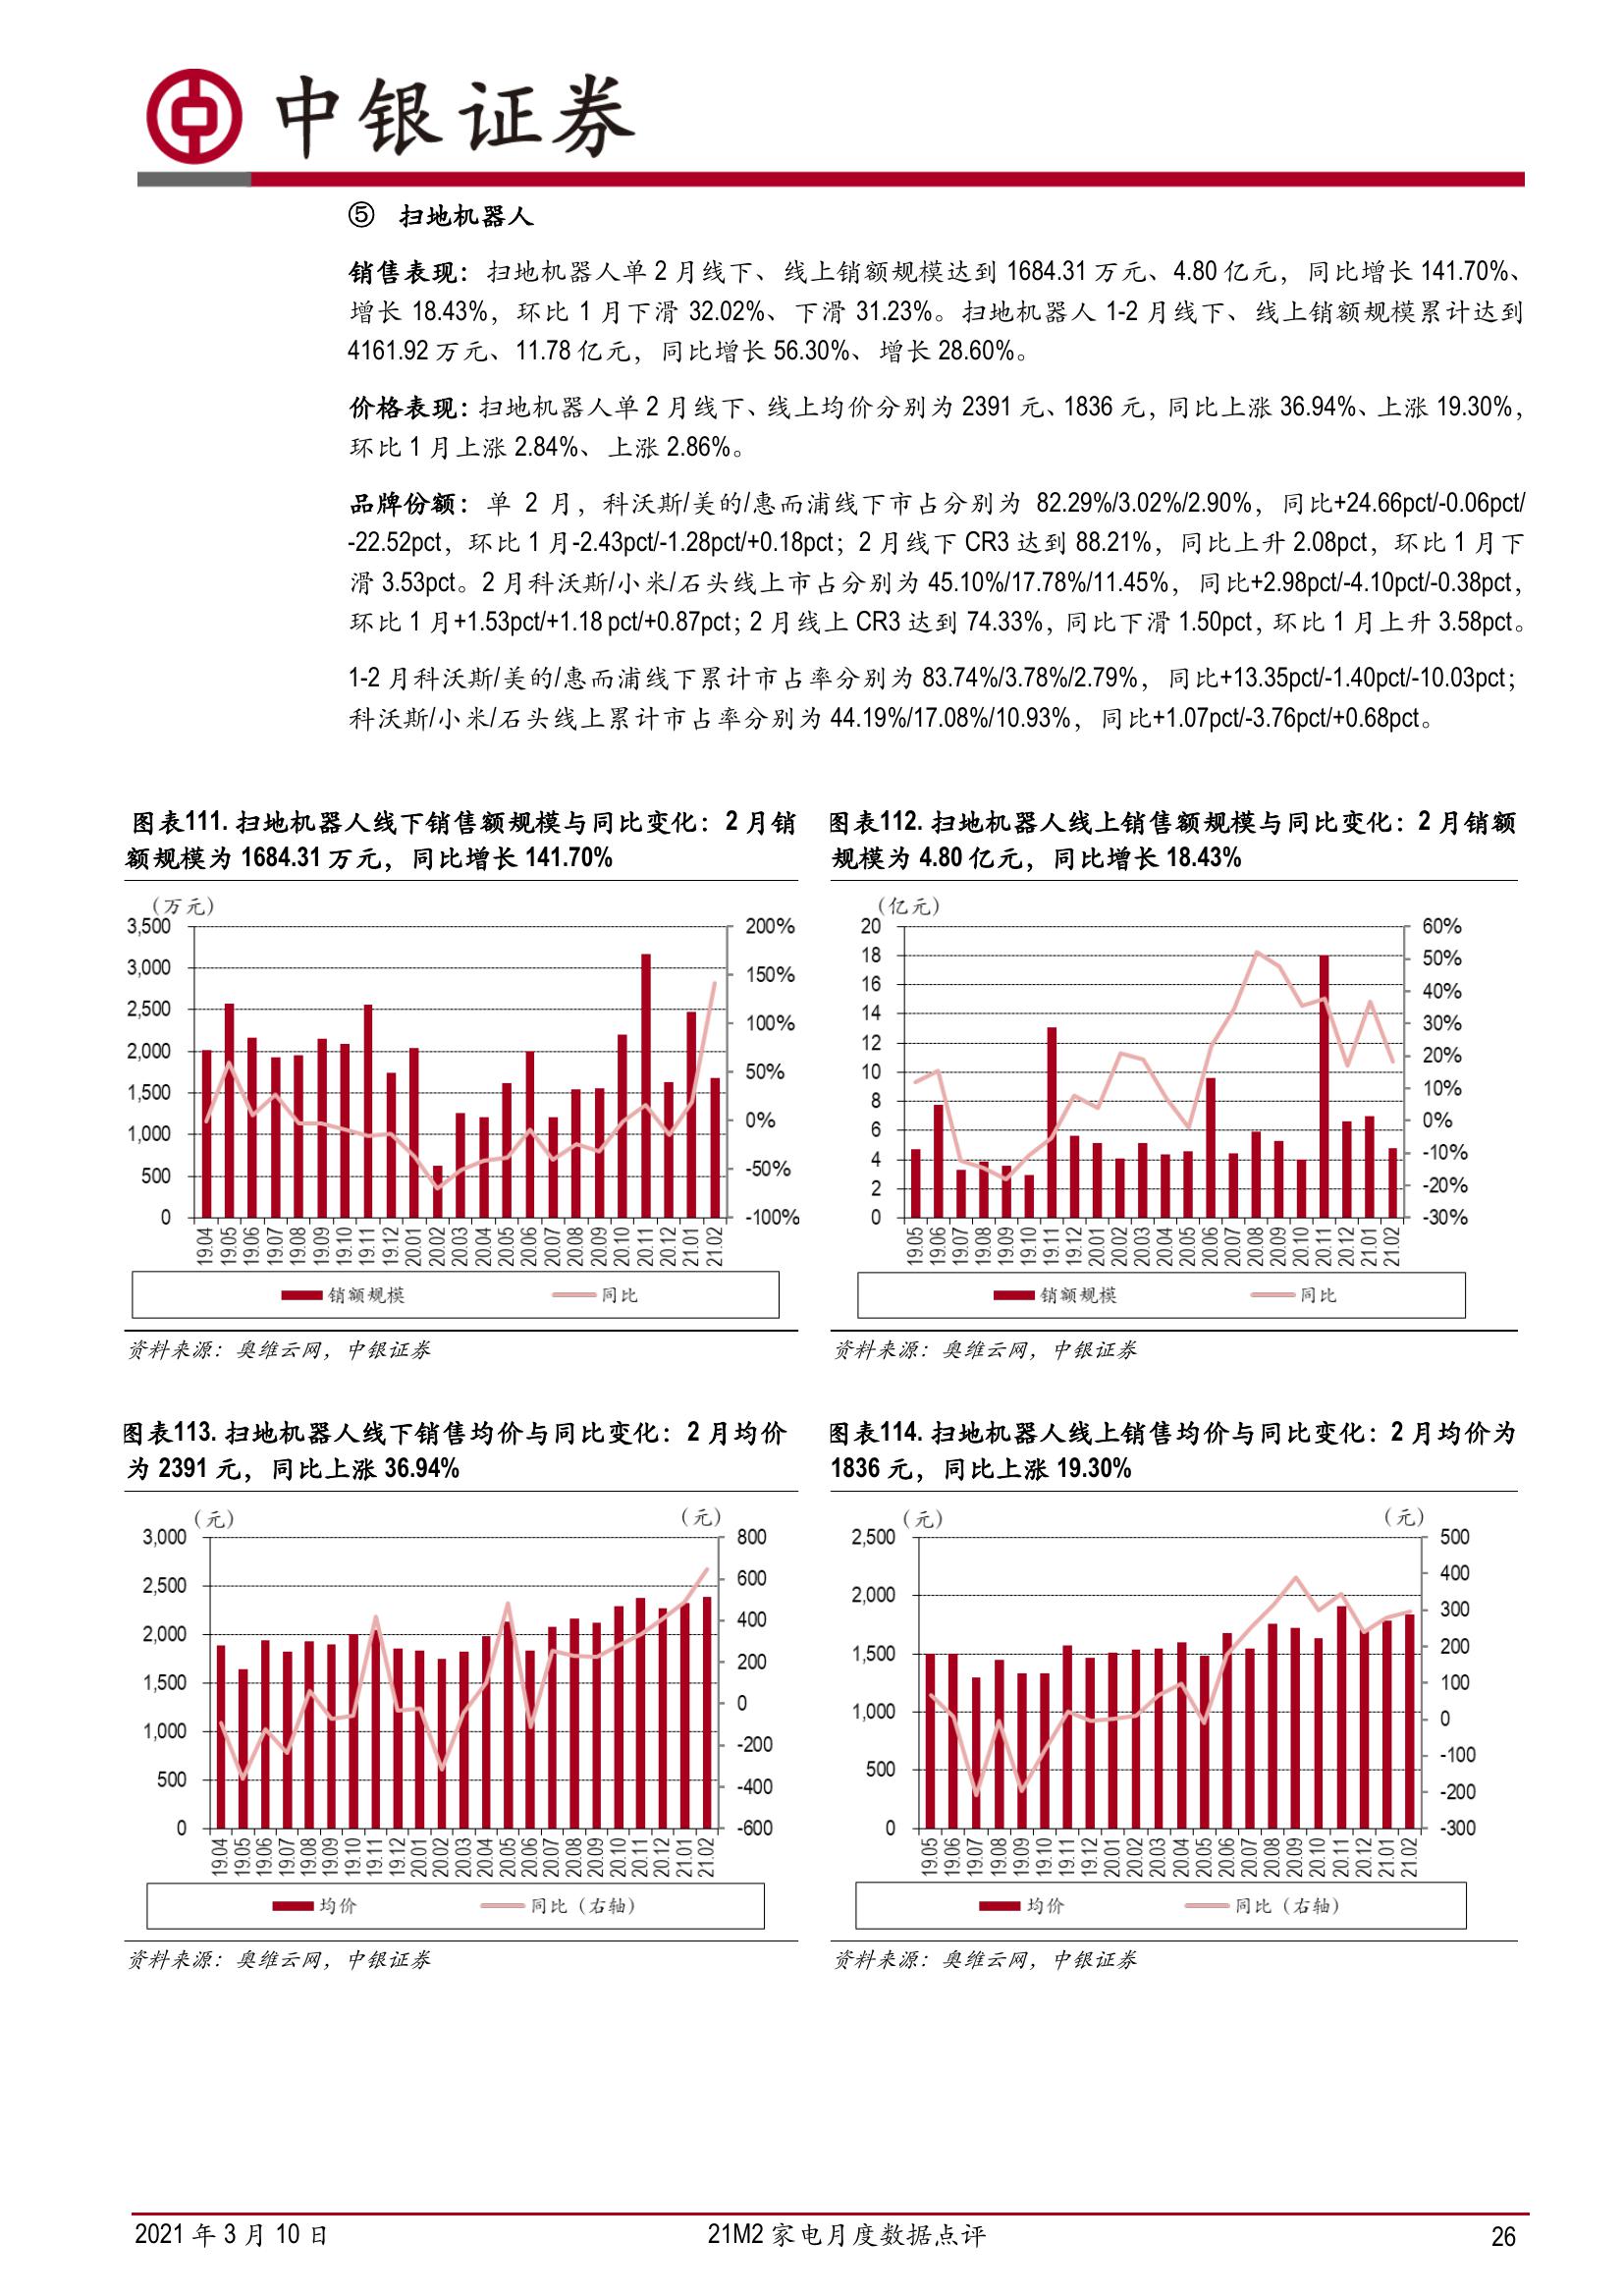 中银证券
⑤ 扫地机器人
销售表现：扫地机器人单 2 月线下、线上销额规模达到 1684.31 万元、4.80 亿元，同比增长 141.70%、
增长 18.43%，环比 1 月下滑 32.02%、下滑 31.23%。扫地机器人 1-2 月线下、线上销额规模累计达到
4161.92 万元、11.78 亿元，同比增长 56.30%、增长 28.60%。
价格表现：扫地机器人单 2 月线下、线上均价分别为 2391 元、1836 元，同比上涨 36.94%、上涨 19.30%，
环比 1 月上涨 2.84%、上涨 2.86%。
品牌份额：单 2 月，科沃斯/美的/惠而浦线下市占分别为 82.29%/3.02%/2.90%，同比+24.66pct/-0.06pct/
-22.52pct，环比 1 月-2.43pct/-1.28pct/+0.18pct；2 月线下 CR3 达到 88.21%，同比上升 2.08pct，环比 1 月下
滑 3.53pct。2 月科沃斯/小米/石头线上市占分别为 45.10%/17.78%/11.45%，同比+2.98pct/-4.10pct/-0.38pct，
环比 1 月+1.53pct/+1.18 pct/+0.87pct；2 月线上 CR3 达到 74.33%，同比下滑 1.50pct，环比 1 月上升 3.58pct。
1-2 月科沃斯/美的/惠而浦线下累计市占率分别为 83.74%/3.78%/2.79%，同比+13.35pct/-1.40pct/-10.03pct；
科沃斯/小米/石头线上累计市占率分别为 44.19%/17.08%/10.93%，同比+1.07pct/-3.76pct/+0.68pct。
图表111. 扫地机器人线下销售额规模与同比变化：2 月销
额规模为 1684.31 万元，同比增长 141.70%
（万元）
3,500
3,000
2,500
2,000
1,500
1,000
500
0
200%
150%
100%
50%
0%
-50%
-100%
19.04 19.05 19.06 19.07 19.08 19.09 19.10 19.11 19.12 20.01 20.02 20.03 20.04 20.05 20.06 20.07 20.08 20.09 20.10 20.11 20.12 21.01 21.02
销额规模 同比
资料来源：奥维云网，中银证券
图表112. 扫地机器人线上销售额规模与同比变化：2 月销额
规模为 4.80 亿元，同比增长 18.43%
（亿元）
20
18
16
14
12
10
8
6
4
2
0
60%
50%
40%
30%
20%
10%
0%
-10%
-20%
-30%
19.05 19.06 19.07 19.08 19.09 19.10 19.11 19.12 20.01 20.02 20.03 20.04 20.05 20.06 20.07 20.08 20.09 20.10 20.11 20.12 21.01 21.02
销额规模 同比
资料来源：奥维云网，中银证券
图表113. 扫地机器人线下销售均价与同比变化：2 月均价
为 2391 元，同比上涨 36.94%
（元） （元）
3,000
2,500
2,000
1,500
1,000
500
0
800
600
400
200
0
-200
-400
-600
19.04 19.05 19.06 19.07 19.08 19.09 19.10 19.11 19.12 20.01 20.02 20.03 20.04 20.05 20.06 20.07 20.08 20.09 20.10 20.11 20.12 21.01 21.02
均价 同比（右轴）
资料来源：奥维云网，中银证券
图表114. 扫地机器人线上销售均价与同比变化：2 月均价为
1836 元，同比上涨 19.30%
（元） （元）
2,500
2,000
1,500
1,000
500
0
500
400
300
200
100
0
-100
-200
-300
19.05 19.06 19.07 19.08 19.09 19.10 19.11 19.12 20.01 20.02 20.03 20.04 20.05 20.06 20.07 20.08 20.09 20.10 20.11 20.12 21.01 21.02
均价 同比（右轴）
资料来源：奥维云网，中银证券
2021 年 3 月 10 日 21M2 家电月度数据点评 26